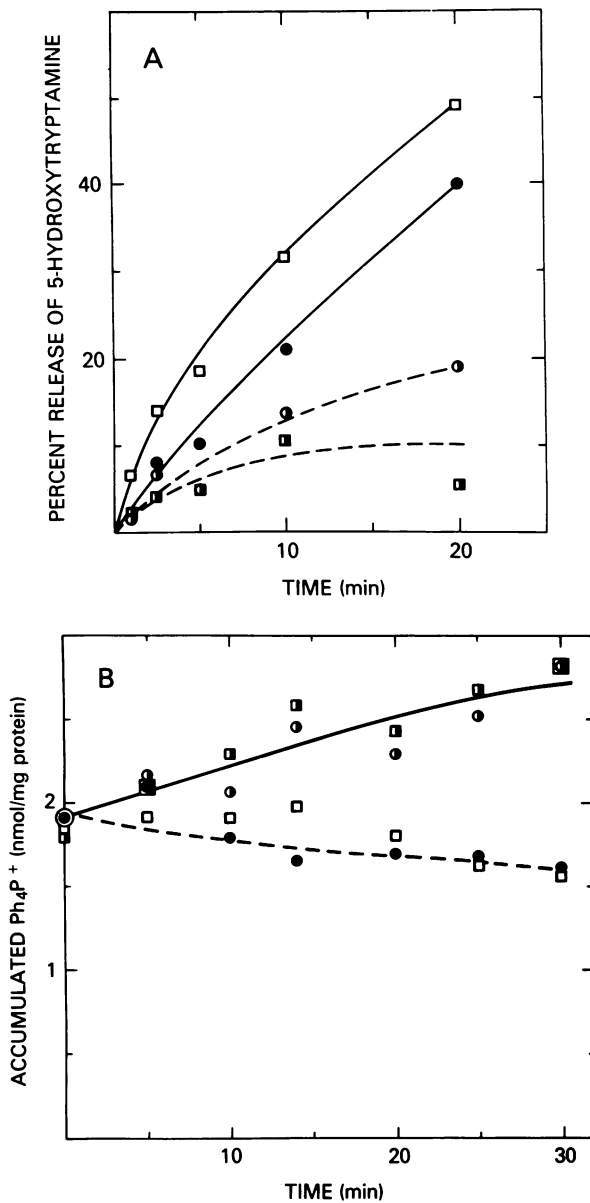 A
PERCENT RELEASE OF 5-HYDROXYTRYPTAMINE
40
20
10
20
TIME (min)
B
ACCUMULATED Ph₄P⁺ (nmol/mg protein)
2
1
10
20
30
TIME (min)